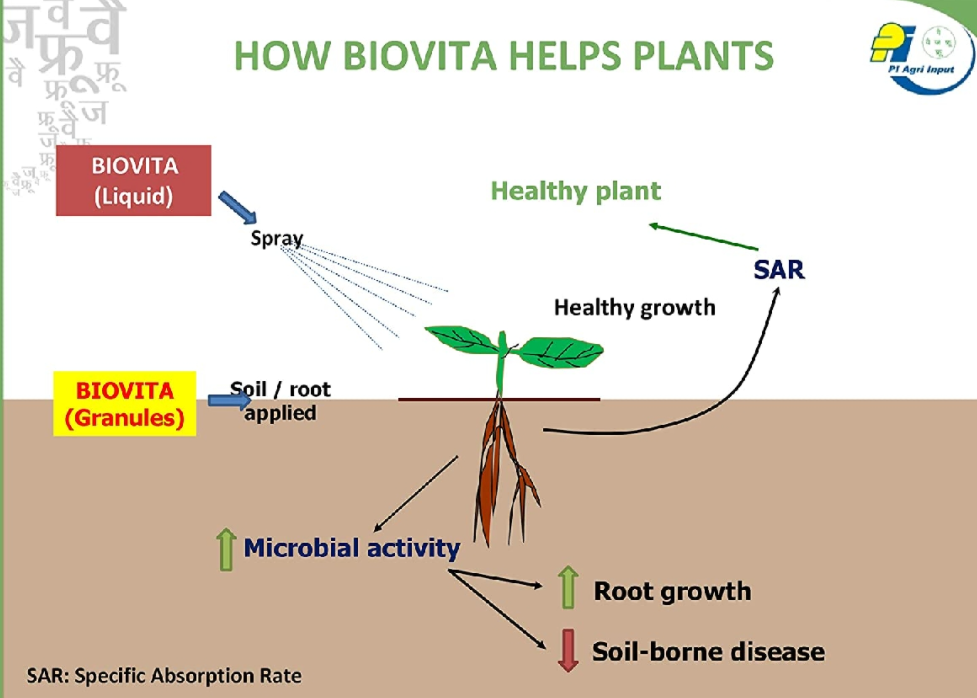 HOW BIOVITA HELPS PLANTS
PI Agri Input
जै
वै
फ्रू
BIOVITA
(Liquid)
Spray
Healthy plant
SAR
Healthy growth
BIOVITA
(Granules)
Soil / root
applied
Microbial activity
Root growth
Soil-borne disease
SAR: Specific Absorption Rate